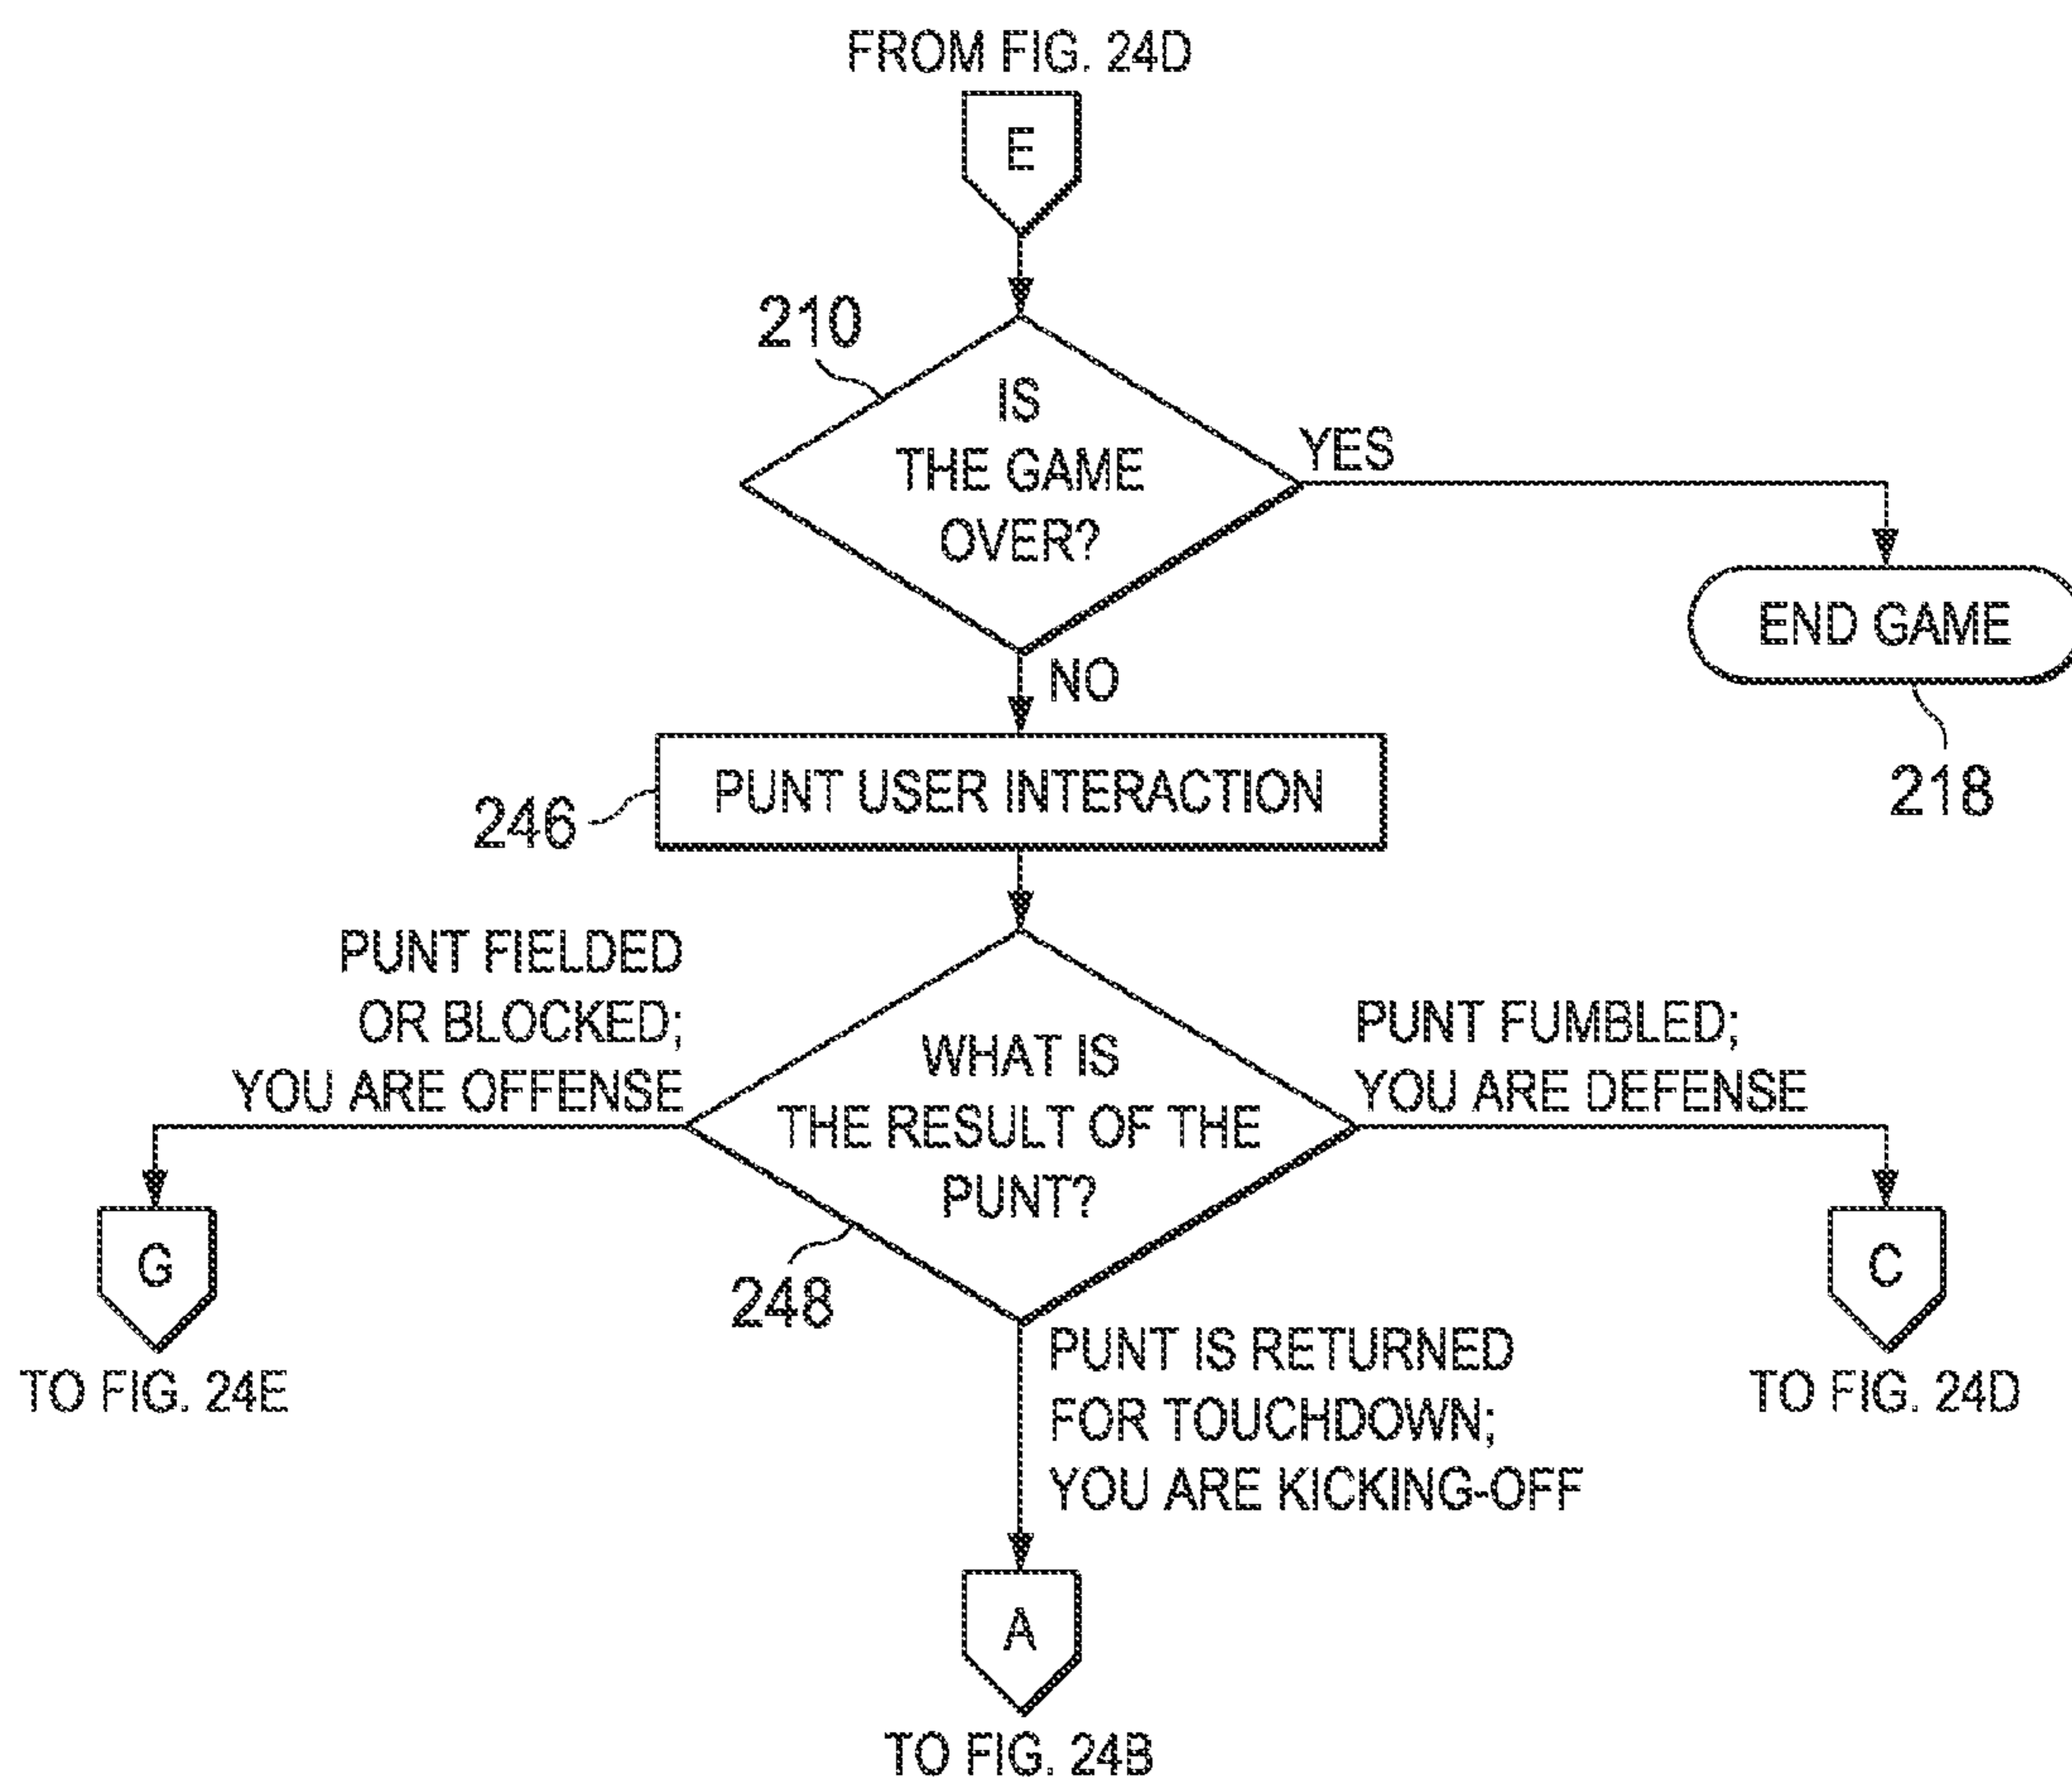 FROM FIG. 24D
E
210
IS
THE GAME
OVER?
YES
END GAME
218
NO
PUNT USER INTERACTION
246
PUNT FIELDED
OR BLOCKED;
YOU ARE OFFENSE
WHAT IS
THE RESULT OF THE
PUNT?
248
PUNT FUMBLED;
YOU ARE DEFENSE
G
TO FIG. 24E
C
TO FIG. 24D
PUNT IS RETURNED
FOR TOUCHDOWN;
YOU ARE KICKING-OFF
A
TO FIG. 24B